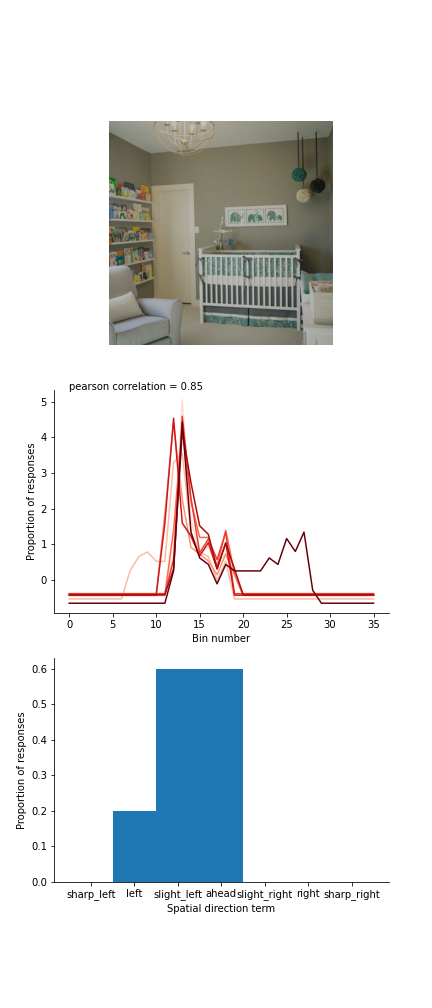 pearson correlation = 0.85
Proportion of responses
5
4
3
2
1
0
0 5 10 15 20 25 30 35
Bin number
Proportion of responses
0.6
0.5
0.4
0.3
0.2
0.1
0.0
sharp_left left slight_left ahead slight_right right sharp_right
Spatial direction term